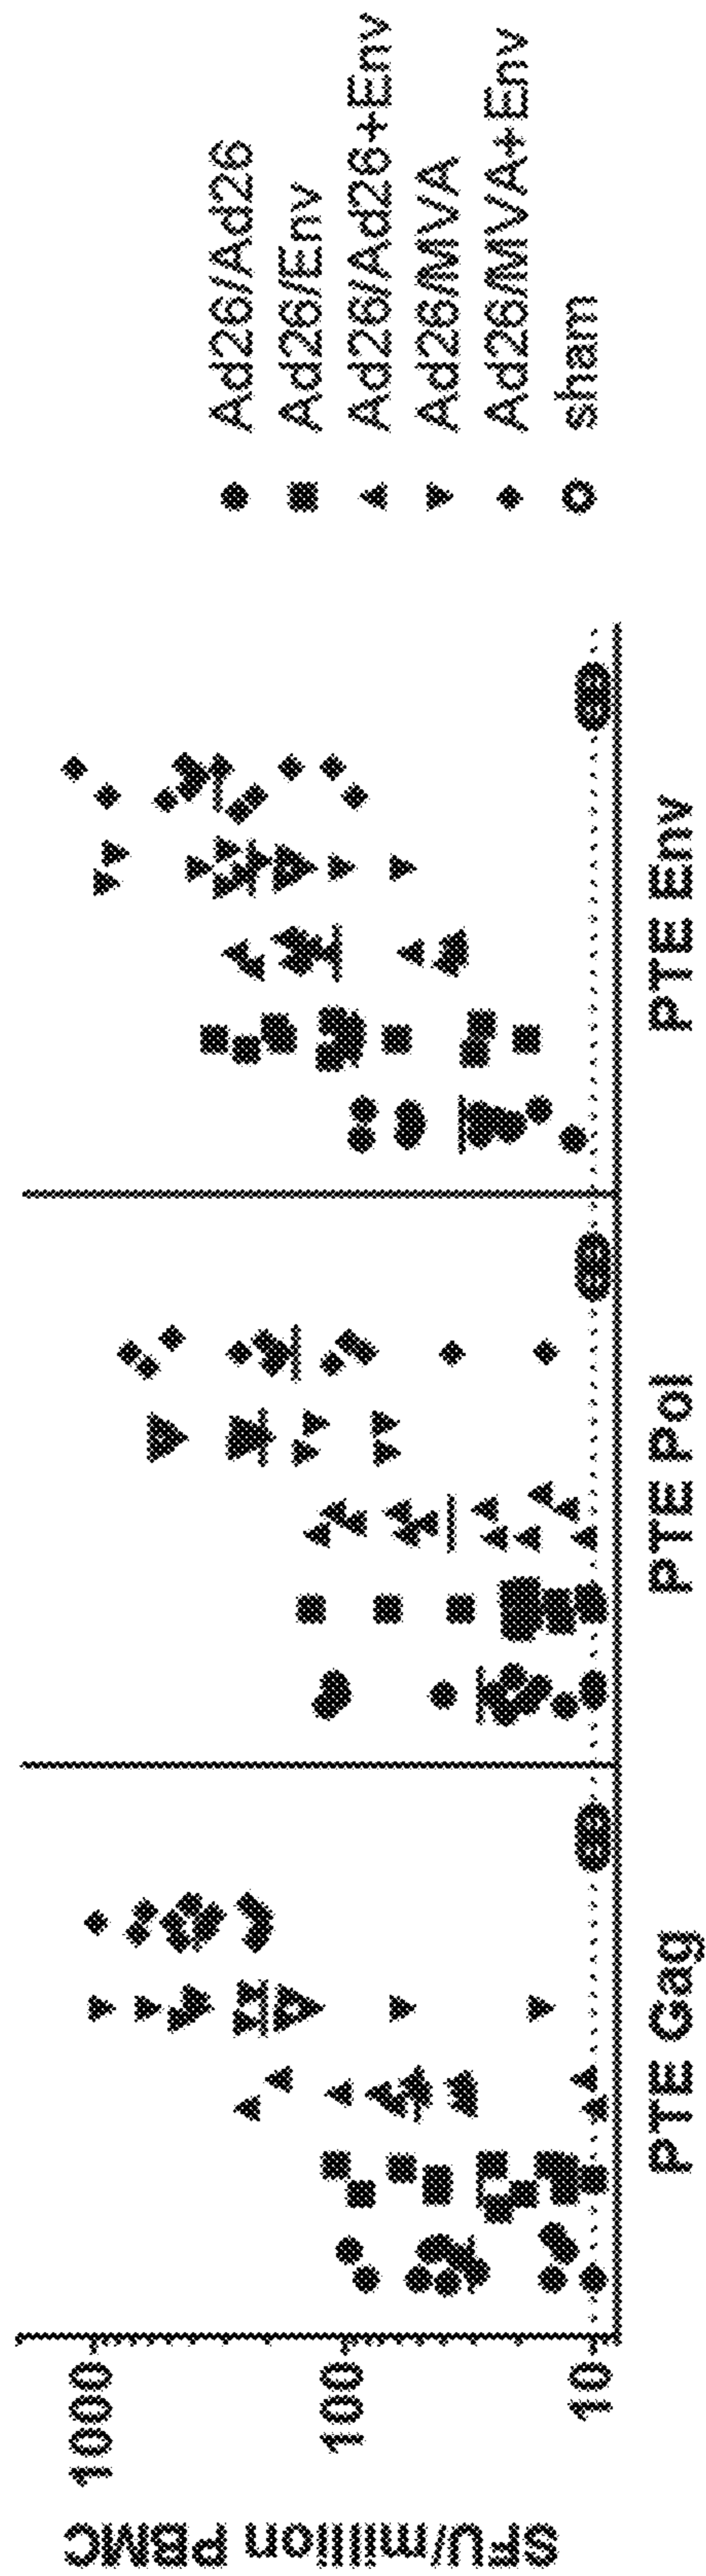 SFU/million PBMC
1000
100
10
PTE Gag
PTE Pol
PTE Env
Ad26/Ad26
Ad26/Env
Ad26/Ad26+Env
Ad26/MVA
Ad26/MVA+Env
sham